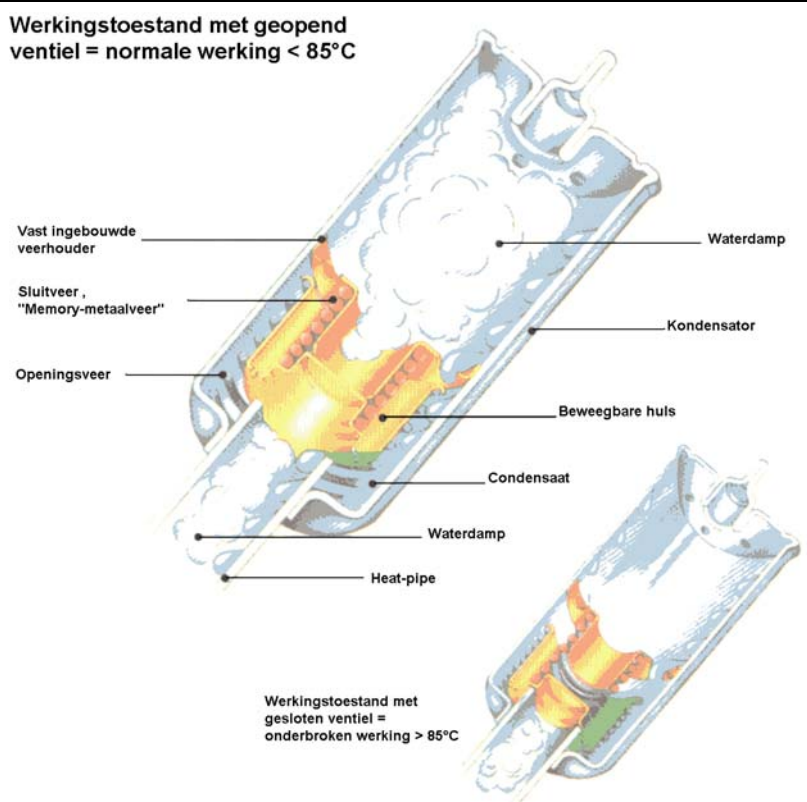 Werkingstoestand met geopend
ventiel = normale werking < 85°C
Vast ingebouwde
veerhouder
Waterdamp
Sluitveer ,
"Memory-metaalveer"
Kondensator
Openingsveer
Beweegbare huls
Condensaat
Waterdamp
Heat-pipe
Werkingstoestand met
gesloten ventiel =
onderbroken werking > 85°C